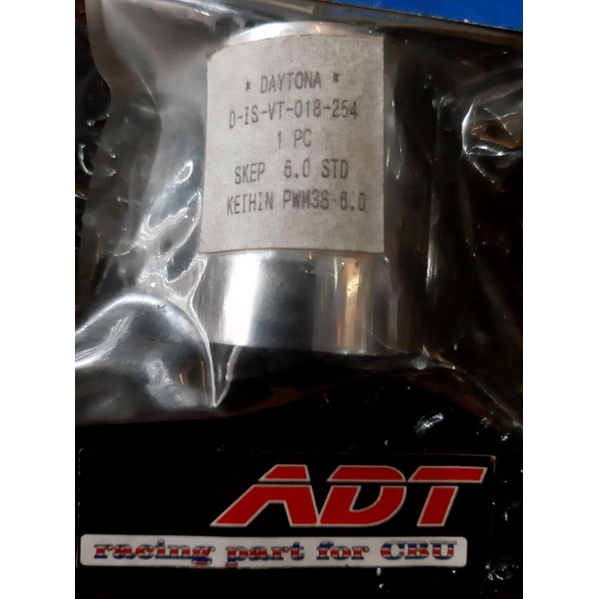 * DAYTONA *
D-IS-VT-018-254
1 PC
SKEP 6.0 STD
KEIHIN PWM38-6.0
ADT
racing part for CBU